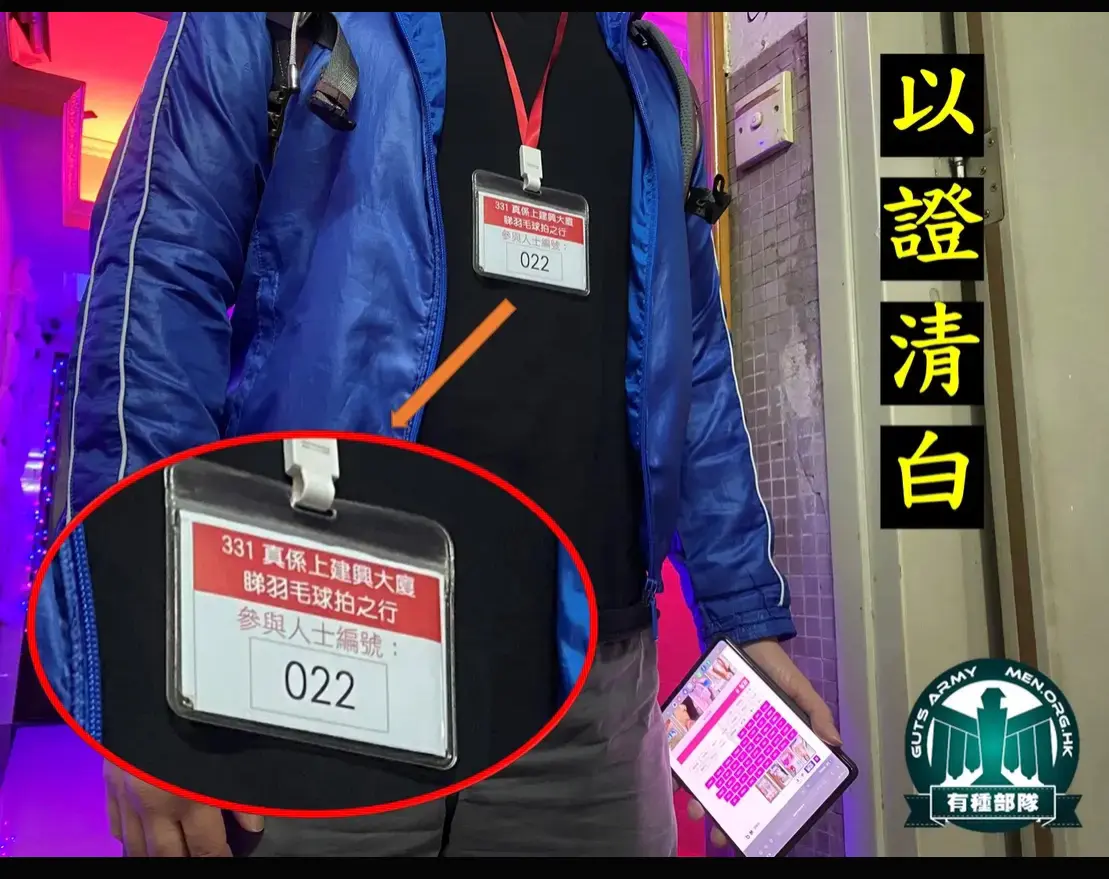 331 真係上建興大廈
睇羽毛球拍之行
參與人士編號：
022
331 真係上建興大廈
睇羽毛球拍之行
參與人士編號：
022
以證清白
GUTS ARMY MEN.ORG.HK
有種部隊